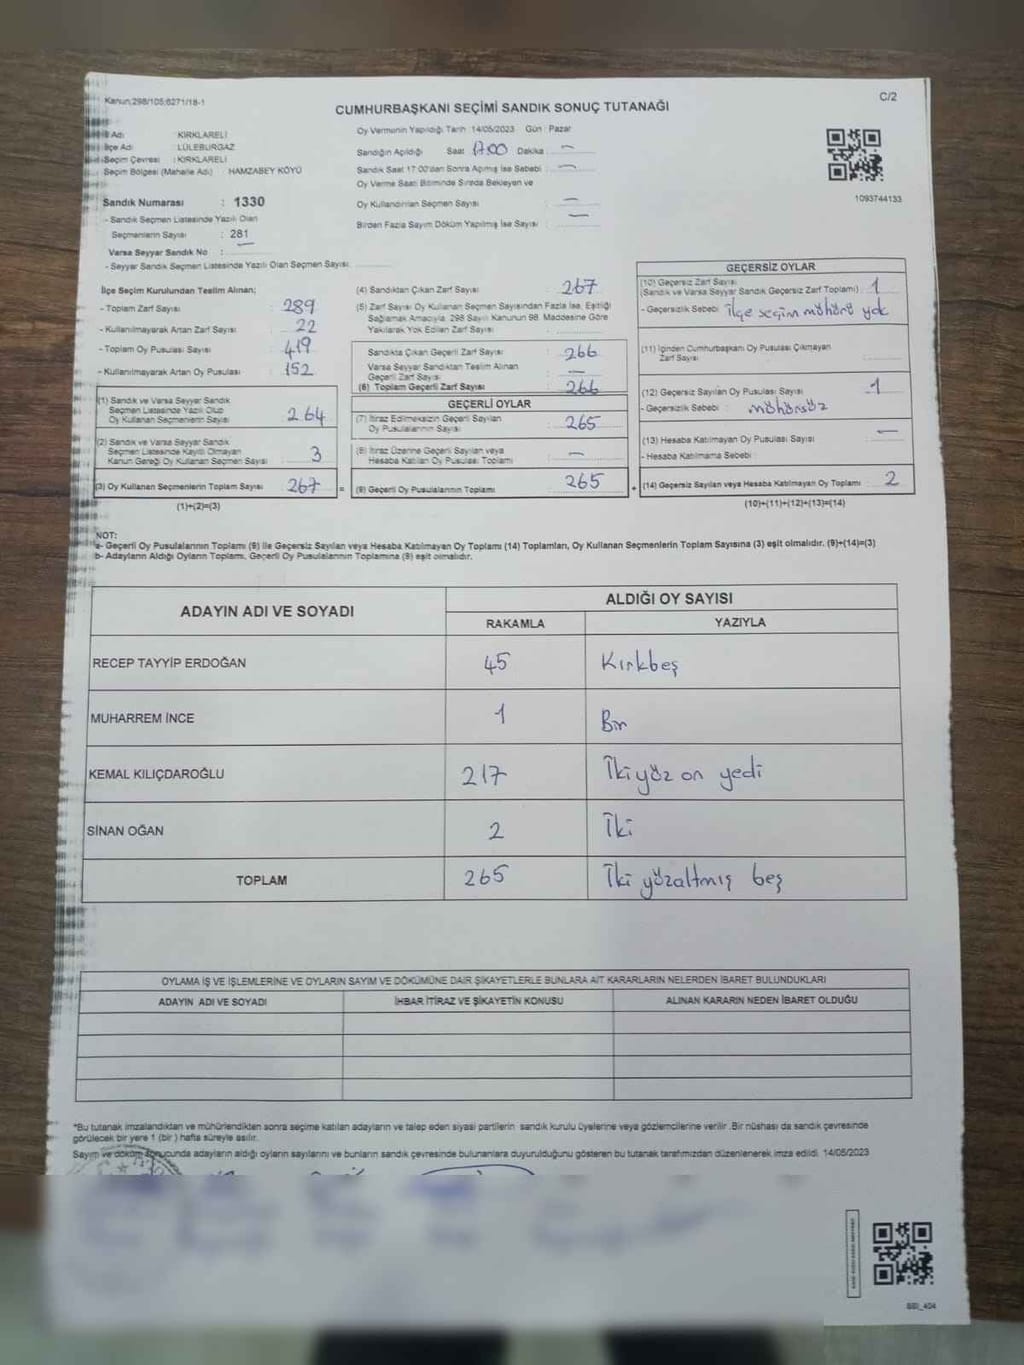 Kanun;298/105;6271/18-1
C/2
CUMHURBAŞKANI SEÇİMİ SANDIK SONUÇ TUTANAĞI
İl Adı : KIRKLARELİ
İlçe Adı : LÜLEBURGAZ
Seçim Çevresi : KIRKLARELİ
Seçim Bölgesi (Mahalle Adı) HAMZABEY KÖYÜ
Sandık Numarası : 1330
- Sandık Seçmen Listesinde Yazılı Olan
Seçmenlerin Sayısı : 281
Varsa Seyyar Sandık No : —
- Seyyar Sandık Seçmen Listesinde Yazılı Olan Seçmen Sayısı:
Oy Vermenin Yapıldığı Tarih 14/05/2023 Gün : Pazar
Sandığın Açıldığı Saat 17:00 Dakika : —
Sandık Saat 17:00'dan Sonra Açılmış İse Sebebi : —
Oy Verme Saati Bitiminde Sırada Bekleyen ve
Oy Kullandırılan Seçmen Sayısı : —
Birden Fazla Sayım Döküm Yapılmış İse Sayısı : —
1093744133
İlçe Seçim Kurulundan Teslim Alınan;
- Toplam Zarf Sayısı : 289
- Kullanılmayarak Artan Zarf Sayısı : 22
- Toplam Oy Pusulası Sayısı : 419
- Kullanılmayarak Artan Oy Pusulası : 152
(1) Sandık ve Varsa Seyyar Sandık
Seçmen Listesinde Yazılı Olup
Oy Kullanan Seçmenlerin Sayısı : 264
(2) Sandık ve Varsa Seyyar Sandık
Seçmen Listesinde Kayıtlı Olmayan
Kanun Gereği Oy Kullanan Seçmen Sayısı : 3
(3) Oy Kullanan Seçmenlerin Toplam Sayısı : 267 =
(1)+(2)=(3)
(4) Sandıktan Çıkan Zarf Sayısı : 267
(5) Zarf Sayısı Oy Kullanan Seçmen Sayısından Fazla İse, Eşitliği
Sağlamak Amacıyla, 298 Sayılı Kanunun 98. Maddesine Göre
Yakılarak Yok Edilen Zarf Sayısı :
Sandıkta Çıkan Geçerli Zarf Sayısı : 266
Varsa Seyyar Sandıktan Teslim Alınan
Geçerli Zarf Sayısı : —
(6) Toplam Geçerli Zarf Sayısı : 266
GEÇERLİ OYLAR
(7) İtiraz Edilmeksizin Geçerli Sayılan
Oy Pusulalarının Sayısı : 265
(8) İtiraz Üzerine Geçerli Sayılan veya
Hesaba Katılan Oy Pusulası Toplamı : —
(9) Geçerli Oy Pusulalarının Toplamı : 265 +
GEÇERSİZ OYLAR
(10) Geçersiz Zarf Sayısı
(Sandık ve Varsa Seyyar Sandık Geçersiz Zarf Toplamı) : 1
- Geçersizlik Sebebi : ilçe seçim mührü yok
(11) İçinden Cumhurbaşkanı Oy Pusulası Çıkmayan
Zarf Sayısı :
(12) Geçersiz Sayılan Oy Pusulası Sayısı : 1
- Geçersizlik Sebebi : mühürsüz
(13) Hesaba Katılmayan Oy Pusulası Sayısı : —
- Hesaba Katılmama Sebebi :
(14) Geçersiz Sayılan veya Hesaba Katılmayan Oy Toplamı : 2
(10)+(11)+(12)+(13)=(14)
NOT:
a- Geçerli Oy Pusulalarının Toplamı (9) ile Geçersiz Sayılan veya Hesaba Katılmayan Oy Toplamı (14) Toplamları, Oy Kullanan Seçmenlerin Toplam Sayısına (3) eşit olmalıdır. (9)+(14)=(3)
b- Adayların Aldığı Oyların Toplamı, Geçerli Oy Pusulalarının Toplamına (9) eşit olmalıdır.
ADAYIN ADI VE SOYADI
ALDIĞI OY SAYISI
RAKAMLA YAZIYLA
RECEP TAYYİP ERDOĞAN 45 Kırkbeş
MUHARREM İNCE 1 Bir
KEMAL KILIÇDAROĞLU 217 İkiyüz on yedi
SİNAN OĞAN 2 İki
TOPLAM 265 İki yüzaltmış beş
OYLAMA İŞ VE İŞLEMLERİNE VE OYLARIN SAYIM VE DÖKÜMÜNE DAİR ŞİKAYETLERLE BUNLARA AİT KARARLARIN NELERDEN İBARET BULUNDUKLARI
ADAYIN ADI VE SOYADI İHBAR İTİRAZ VE ŞİKAYETİN KONUSU ALINAN KARARIN NEDEN İBARET OLDUĞU
*Bu tutanak imzalandıktan ve mühürlendikten sonra seçime katılan adayların ve talep eden siyasi partilerin sandık kurulu üyelerine veya gözlemcilerine verilir .Bir nüshası da sandık çevresinde
görülecek bir yere 1 (bir ) hafta süreyle asılır.
Sayım ve döküm sonucunda adayların aldığı oyların sayılarını ve bunların sandık çevresinde bulunanlara duyurulduğunu gösteren bu tutanak tarafımızdan düzenlenerek imza edildi. 14/05/2023
SSI_404